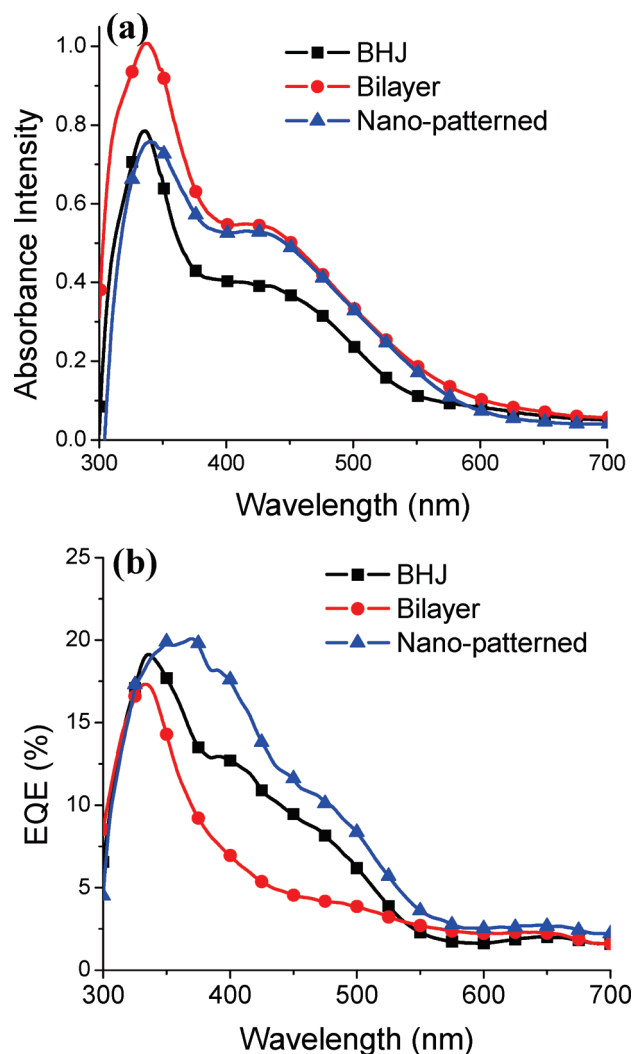 (a)
BHJ
Bilayer
Nano-patterned
Absorbance Intensity
1.0
0.8
0.6
0.4
0.2
0.0
300 400 500 600 700
Wavelength (nm)
(b)
BHJ
Bilayer
Nano-patterned
EQE (%)
25
20
15
10
5
0
300 400 500 600 700
Wavelength (nm)